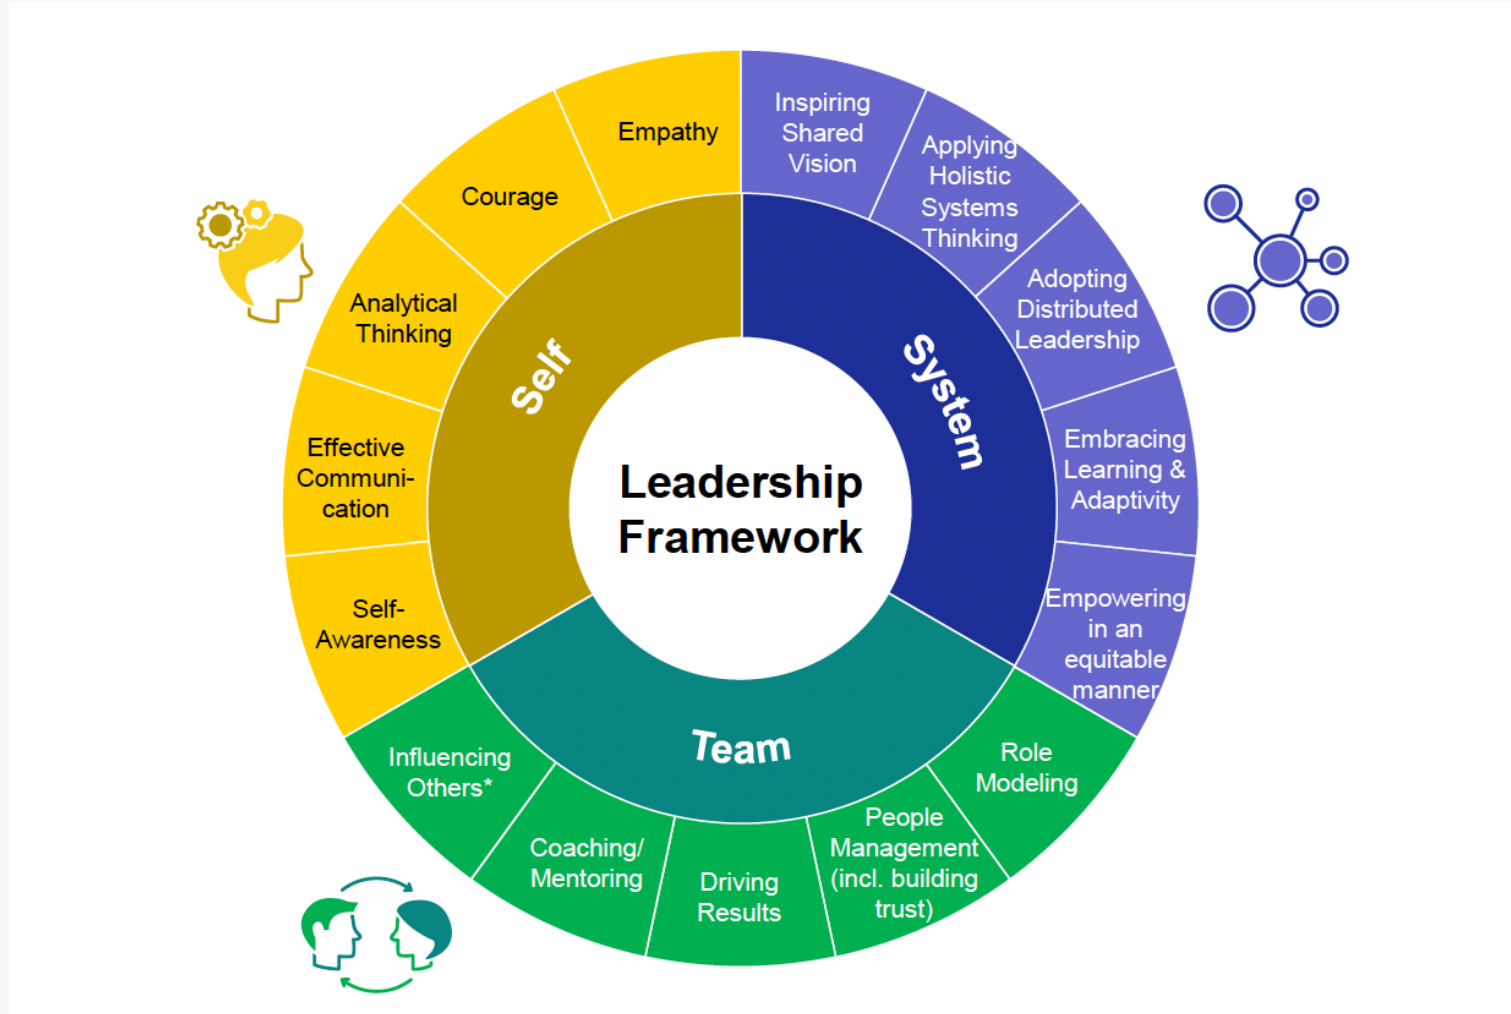 Leadership
Framework
Self
System
Team
Empathy
Courage
Analytical
Thinking
Effective
Communi-
cation
Self-
Awareness
Inspiring
Shared
Vision
Applying
Holistic
Systems
Thinking
Adopting
Distributed
Leadership
Embracing
Learning &
Adaptivity
Empowering
in an
equitable
manner
Role
Modeling
People
Management
(incl. building
trust)
Driving
Results
Coaching/
Mentoring
Influencing
Others*